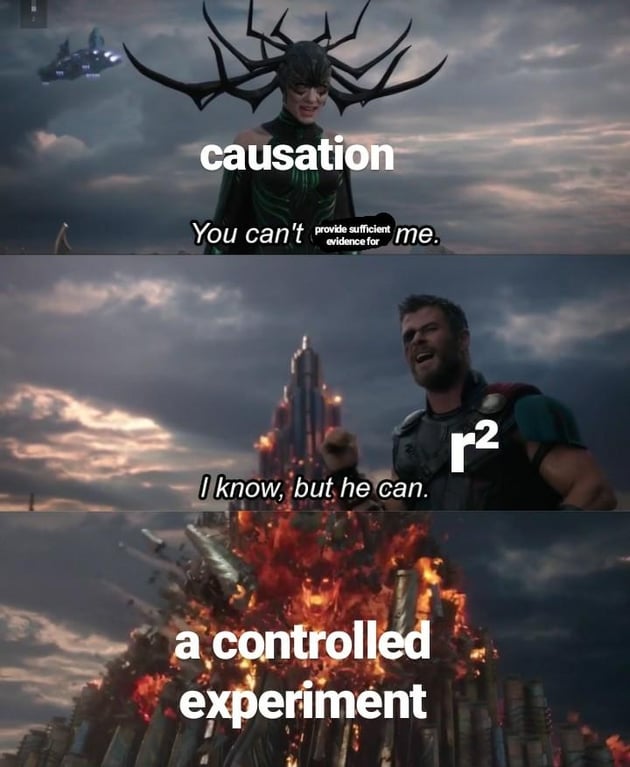 causation
You can't provide sufficient evidence for me.
r²
I know, but he can.
a controlled
experiment